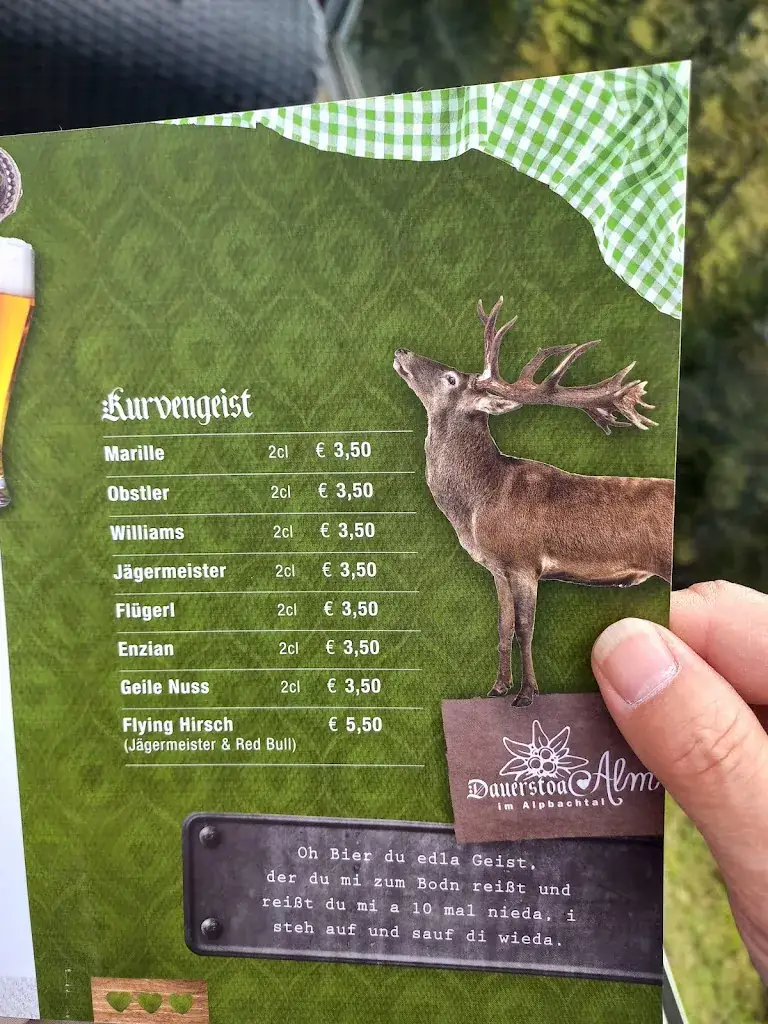 Kurvengeist
Marille 2cl € 3,50
Obstler 2cl € 3,50
Williams 2cl € 3,50
Jägermeister 2cl € 3,50
Flügerl 2cl € 3,50
Enzian 2cl € 3,50
Geile Nuss 2cl € 3,50
Flying Hirsch € 5,50
(Jägermeister & Red Bull)
Dauerstoa Alm
im Alpbachtal
Oh Bier du edla Geist,
der du mi zum Bodn reißt und
reißt du mi a 10 mal nieda, i
steh auf und sauf di wieda.